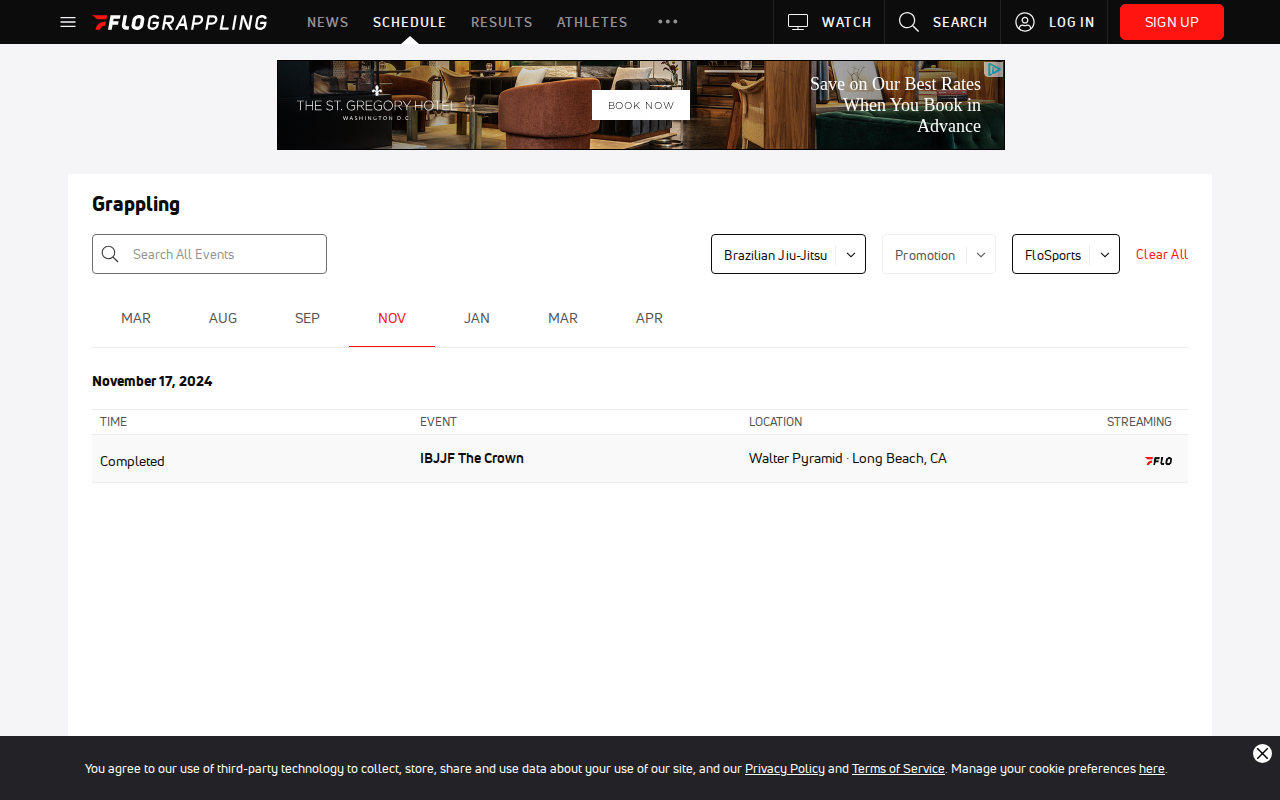 FLOGRAPPLING NEWS SCHEDULE RESULTS ATHLETES WATCH SEARCH LOG IN SIGN UP
THE ST. GREGORY HOTEL
WASHINGTON D.C.
BOOK NOW
Save on Our Best Rates
When You Book in
Advance
Grappling
Search All Events Brazilian Jiu-Jitsu Promotion FloSports Clear All
MAR AUG SEP NOV JAN MAR APR
November 17, 2024
TIME EVENT LOCATION STREAMING
Completed IBJJF The Crown Walter Pyramid · Long Beach, CA FLO
You agree to our use of third-party technology to collect, store, share and use data about your use of our site, and our Privacy Policy and Terms of Service. Manage your cookie preferences here.